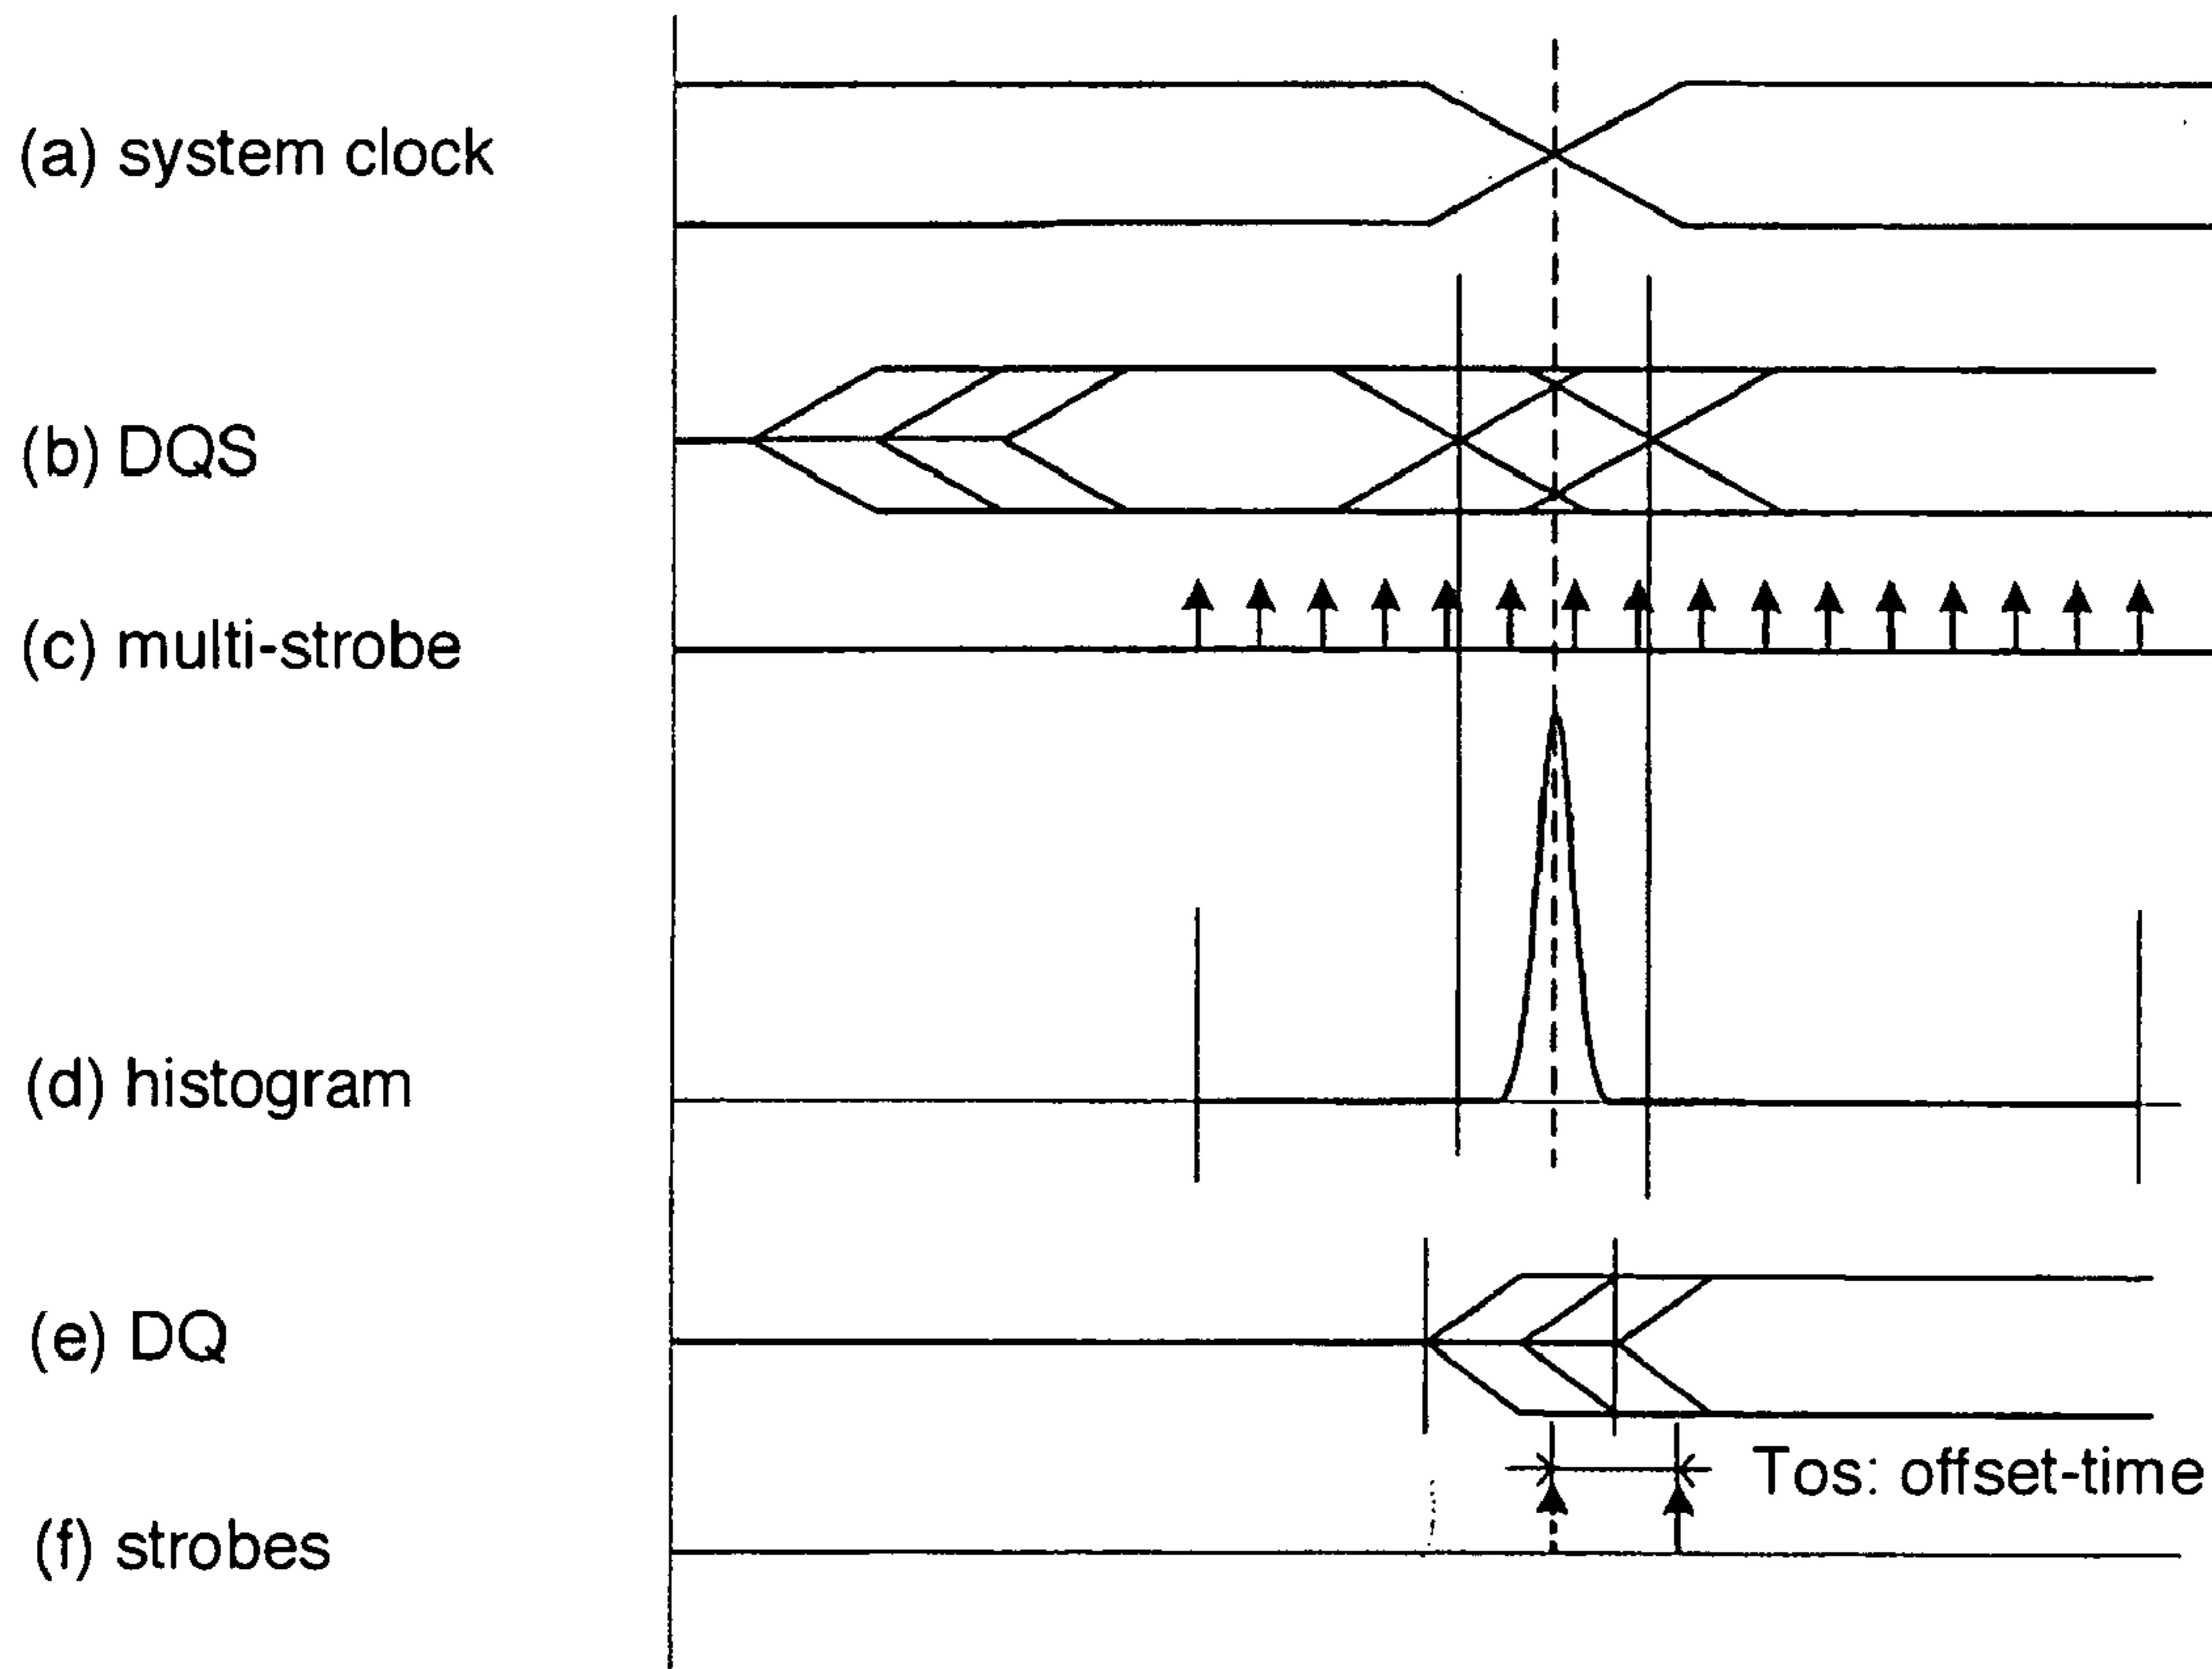 (a) system clock
(b) DQS
(c) multi-strobe
(d) histogram
(e) DQ
Tos: offset-time
(f) strobes